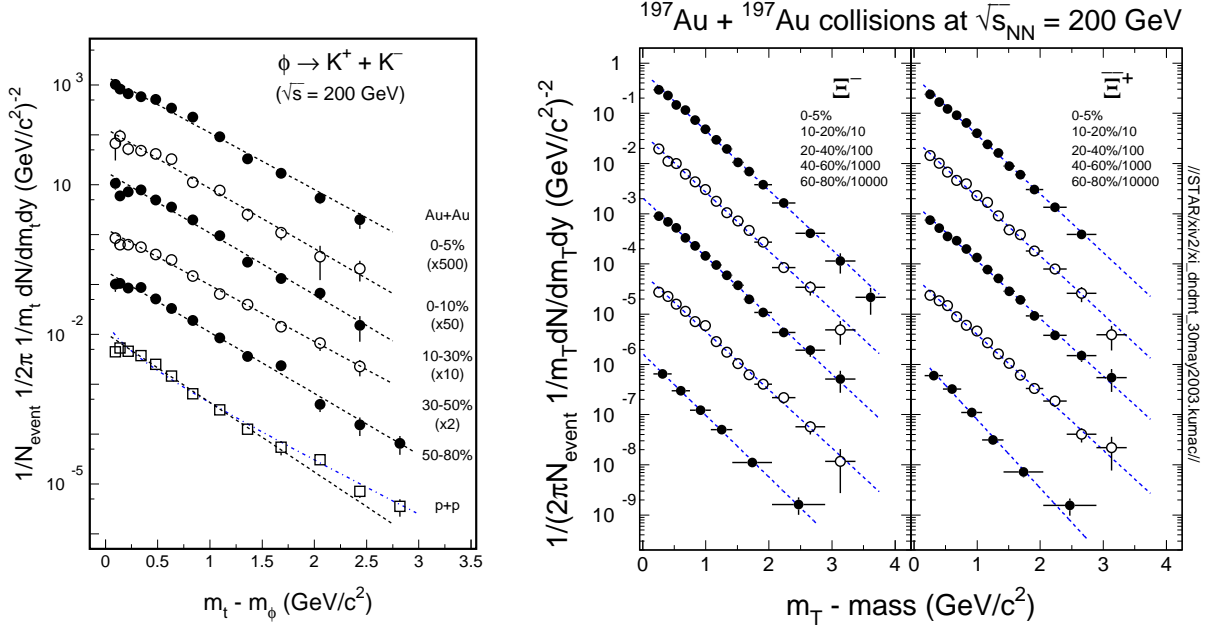 1/N_event 1/2π 1/m_t dN/dm_t dy (GeV/c²)⁻²
10 ³
10
10 ⁻²
10 ⁻⁵
ϕ → K⁺ + K⁻
(√s = 200 GeV)
Au+Au
0-5%
(x500)
0-10%
(x50)
10-30%
(x10)
30-50%
(x2)
50-80%
p+p
0 0.5 1 1.5 2 2.5 3 3.5
m_t - m_ϕ (GeV/c²)
¹⁹⁷Au + ¹⁹⁷Au collisions at √s_NN = 200 GeV
1/(2πN_event 1/m_T dN/dm_T dy (GeV/c²)⁻²
1
10 ⁻¹
10 ⁻²
10 ⁻³
10 ⁻⁴
10 ⁻⁵
10 ⁻⁶
10 ⁻⁷
10 ⁻⁸
10 ⁻⁹
Ξ⁻
0-5%
10-20%/10
20-40%/100
40-60%/1000
60-80%/10000
Ξ̅⁺
0-5%
10-20%/10
20-40%/100
40-60%/1000
60-80%/10000
0 1 2 3 4
0 1 2 3 4
m_T - mass (GeV/c²)
//STAR/xiv2/xi_dndmt_30may2003.kumac//